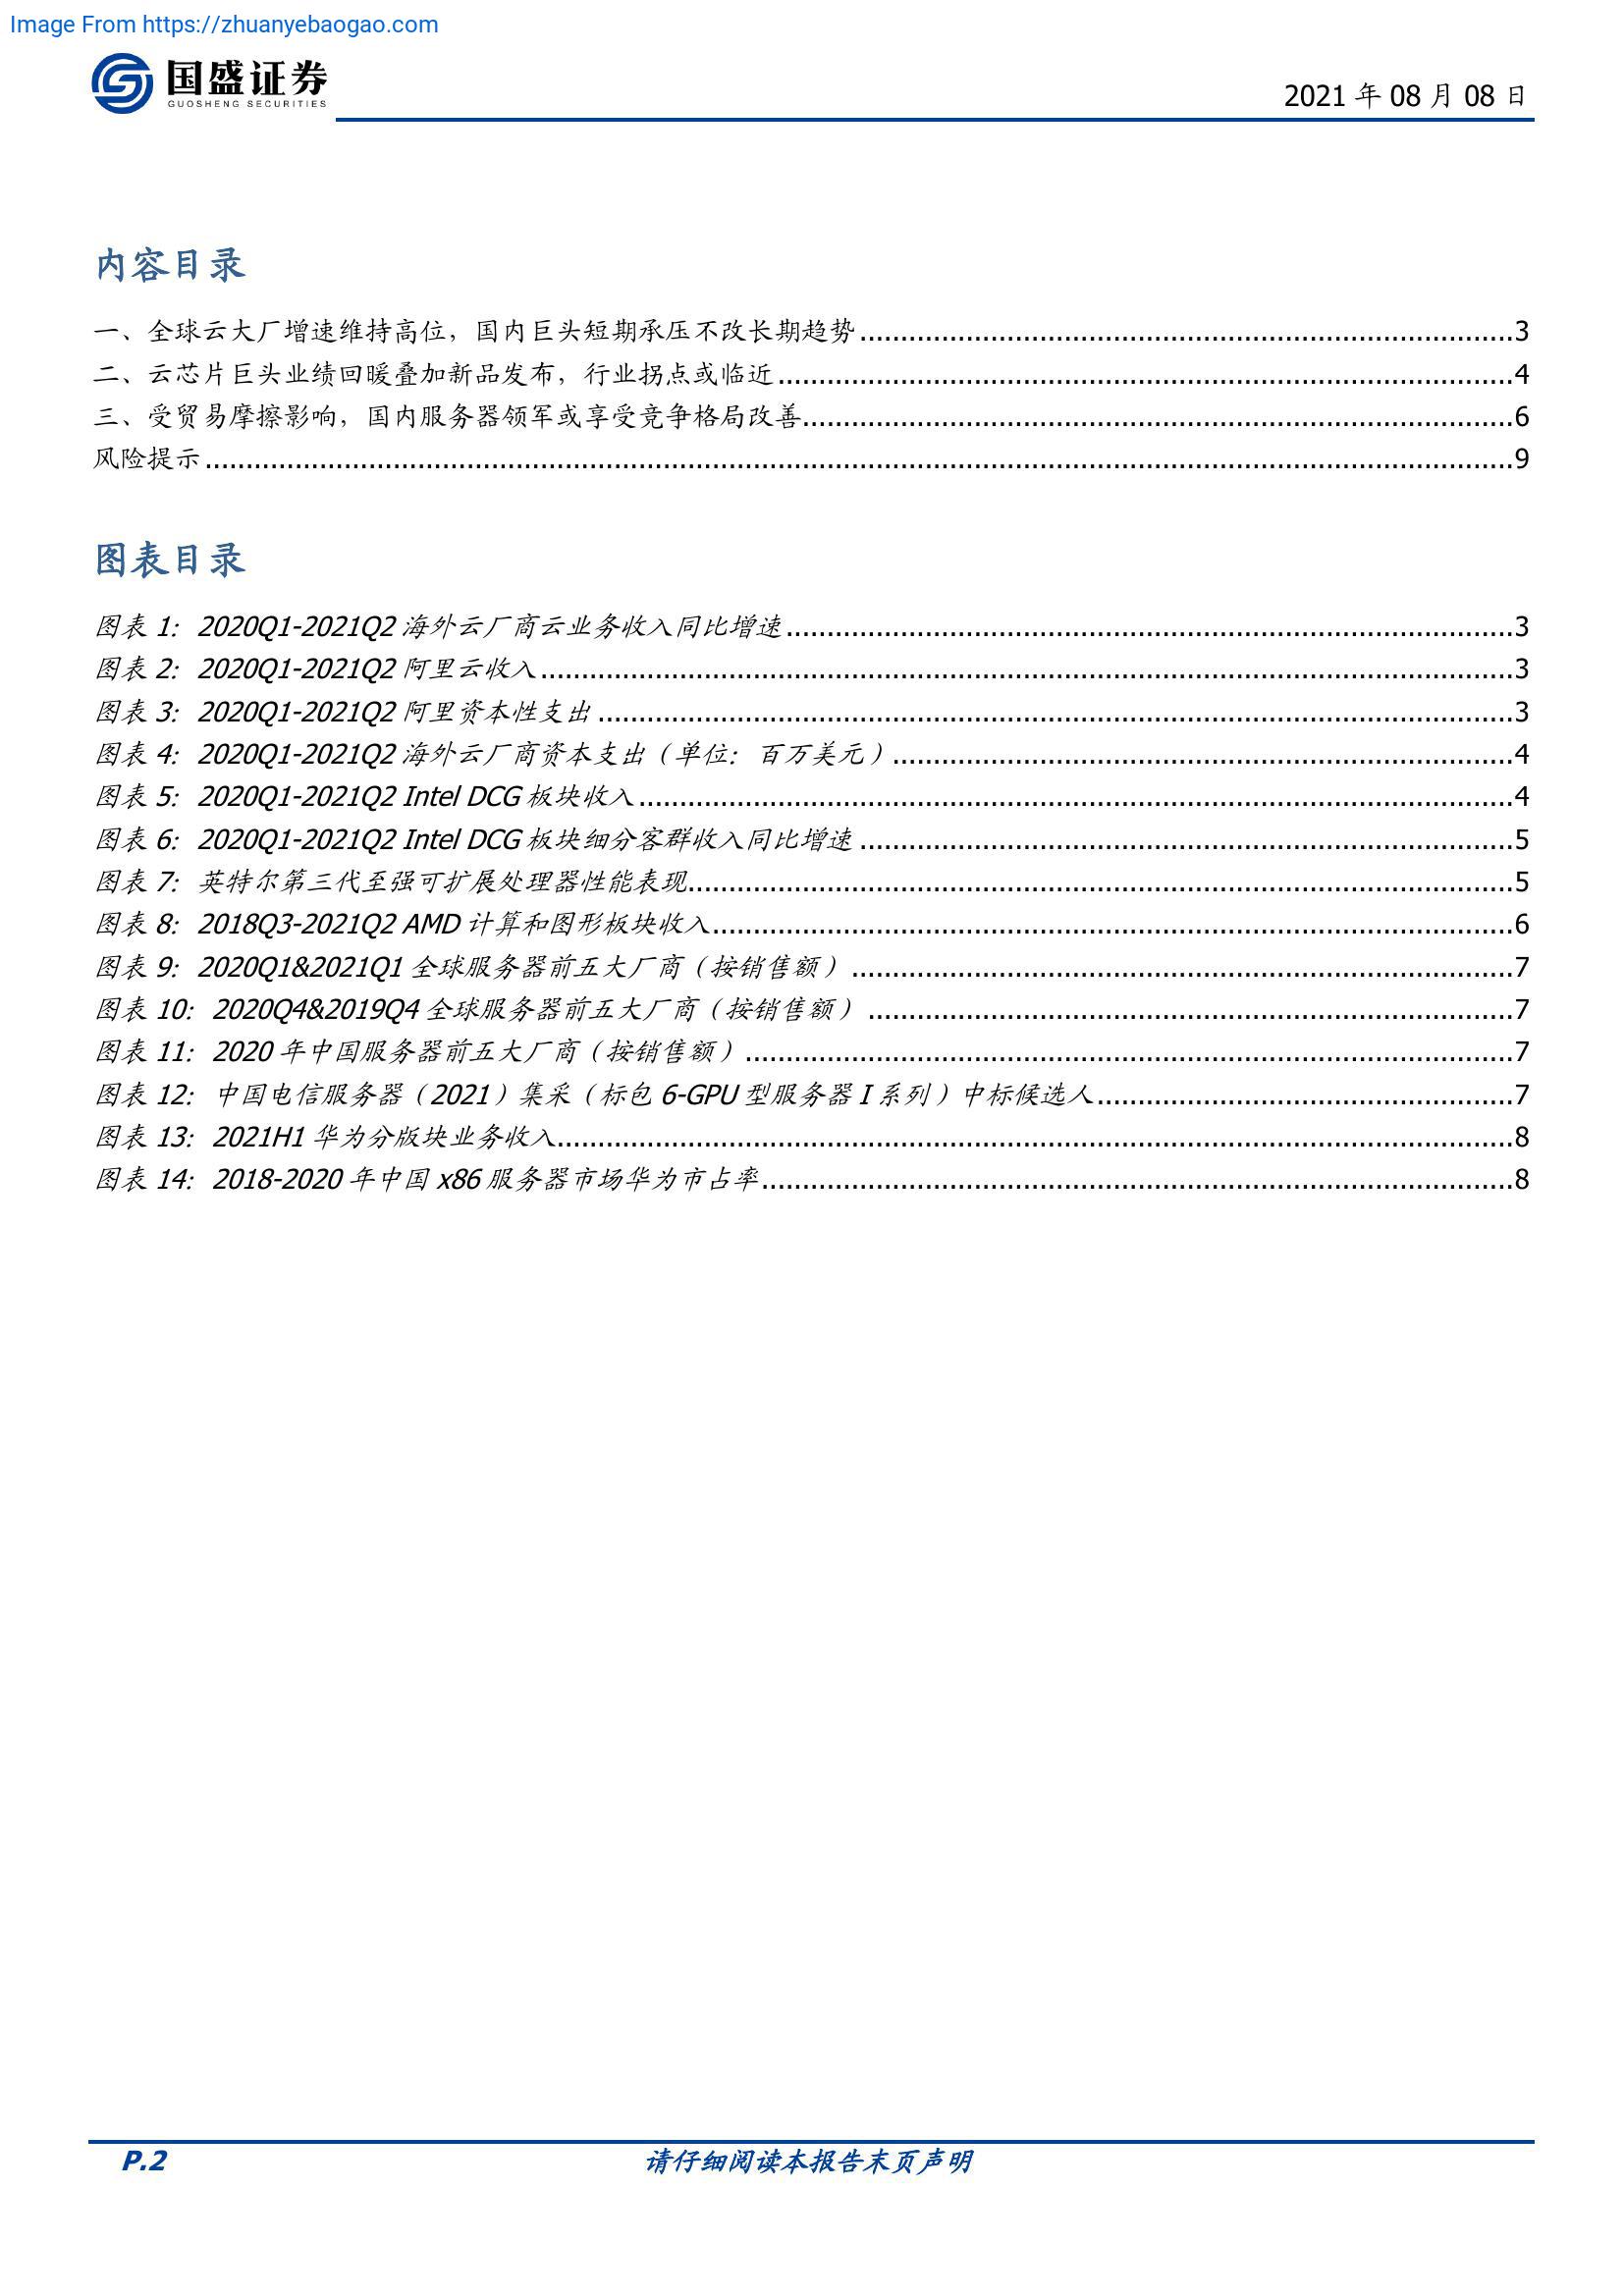 Image From https://zhuanyebaogao.com
国盛证券
GUOSHENG SECURITIES
2021 年 08 月 08 日
内容目录
一、全球云大厂增速维持高位，国内巨头短期承压不改长期趋势 3
二、云芯片巨头业绩回暖叠加新品发布，行业拐点或临近 4
三、受贸易摩擦影响，国内服务器领军或享受竞争格局改善 6
风险提示 9
图表目录
图表 1： 2020Q1-2021Q2 海外云厂商云业务收入同比增速 3
图表 2： 2020Q1-2021Q2 阿里云收入 3
图表 3： 2020Q1-2021Q2 阿里资本性支出 3
图表 4： 2020Q1-2021Q2 海外云厂商资本支出（单位：百万美元） 4
图表 5： 2020Q1-2021Q2 Intel DCG 板块收入 4
图表 6： 2020Q1-2021Q2 Intel DCG 板块细分客群收入同比增速 5
图表 7： 英特尔第三代至强可扩展处理器性能表现 5
图表 8： 2018Q3-2021Q2 AMD 计算和图形板块收入 6
图表 9： 2020Q1&2021Q1 全球服务器前五大厂商（按销售额） 7
图表 10： 2020Q4&2019Q4 全球服务器前五大厂商（按销售额） 7
图表 11： 2020 年中国服务器前五大厂商（按销售额） 7
图表 12： 中国电信服务器（2021）集采（标包 6-GPU 型服务器 I 系列）中标候选人 7
图表 13： 2021H1 华为分版块业务收入 8
图表 14： 2018-2020 年中国 x86 服务器市场华为市占率 8
P.2 请仔细阅读本报告末页声明